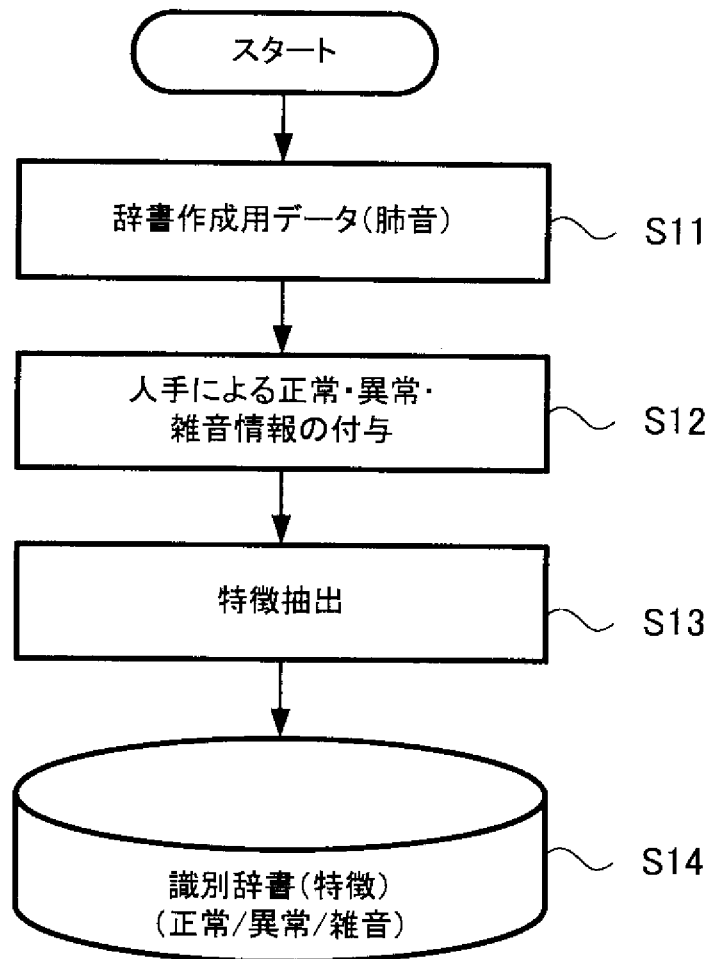 スタート
辞書作成用データ(肺音)
S11
人手による正常・異常・
雑音情報の付与
S12
特徴抽出
S13
識別辞書(特徴)
(正常/異常/雑音)
S14